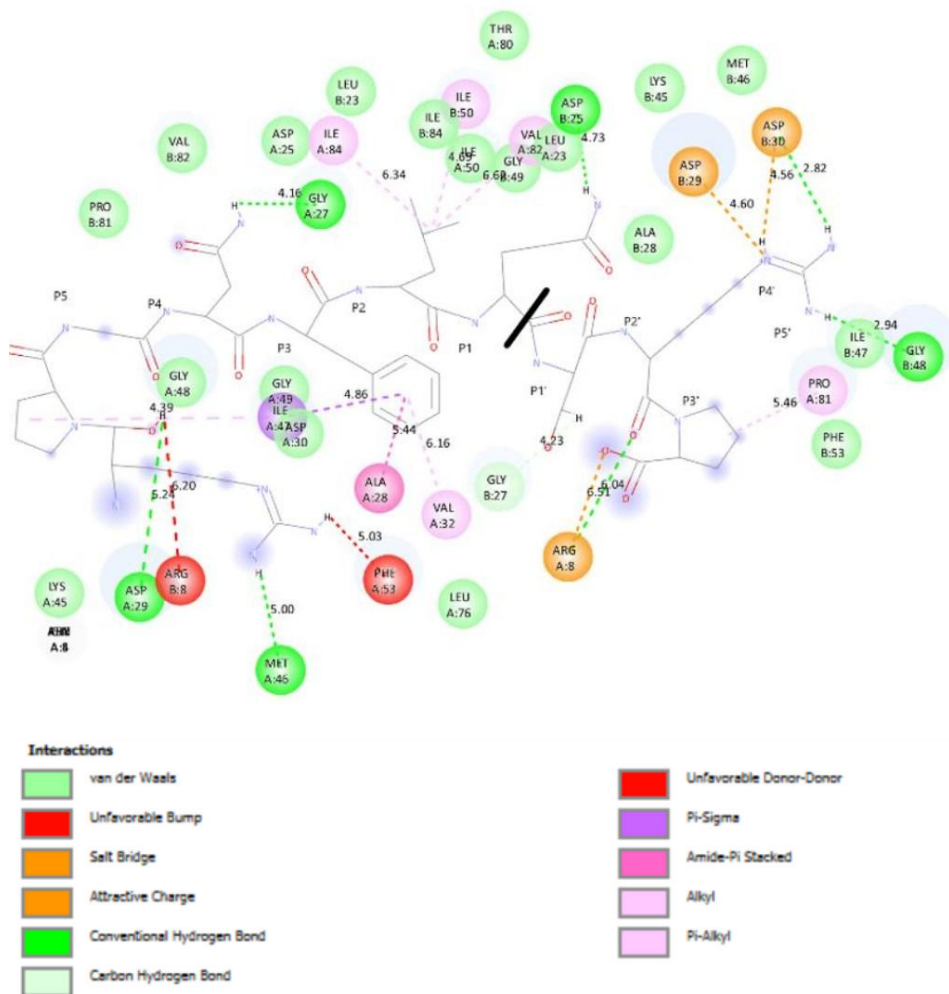 THR
A:80
LEU
B:23
ILE
B:50
ASP
B:25
LYS
B:45
MET
B:46
VAL
B:82
ASP
A:25
ILE
A:84
ILE
B:84
ILE
A:50
GLY
B:49
VAL
A:82
LEU
A:23
4.73
ASP
B:30
ASP
B:29
2.82
4.56
4.60
6.34
4.69
6.62
PRO
B:81
4.16
GLY
A:27
H
N
H
N
ALA
B:28
H
N
H
N
O
O
O
O
P5
P4
N
P2
N
O
P2'
P4'
N
N
O
N
P3
P1
N
O
N
P5'
H
2.94
N
ILE
B:47
GLY
B:48
O
O
O
GLY
A:48
GLY
A:49
4.86
P1'
P3'
PRO
A:81
5.46
4.39
H
O
N
ILE
A:47
ASP
A:30
5.44
6.16
H
4.23
O
O
N
PHE
B:53
ALA
A:28
VAL
A:32
GLY
B:27
O
O
6.04
6.51
5.24
6.20
N
N
H
5.03
ARG
A:8
LYS
A:45
ASP
A:29
ARG
B:8
H
5.00
PHE
A:53
LEU
A:76
MET
A:46
Interactions
van der Waals
Unfavorable Bump
Salt Bridge
Attractive Charge
Conventional Hydrogen Bond
Carbon Hydrogen Bond
Unfavorable Donor-Donor
Pi-Sigma
Amide-Pi Stacked
Alkyl
Pi-Alkyl